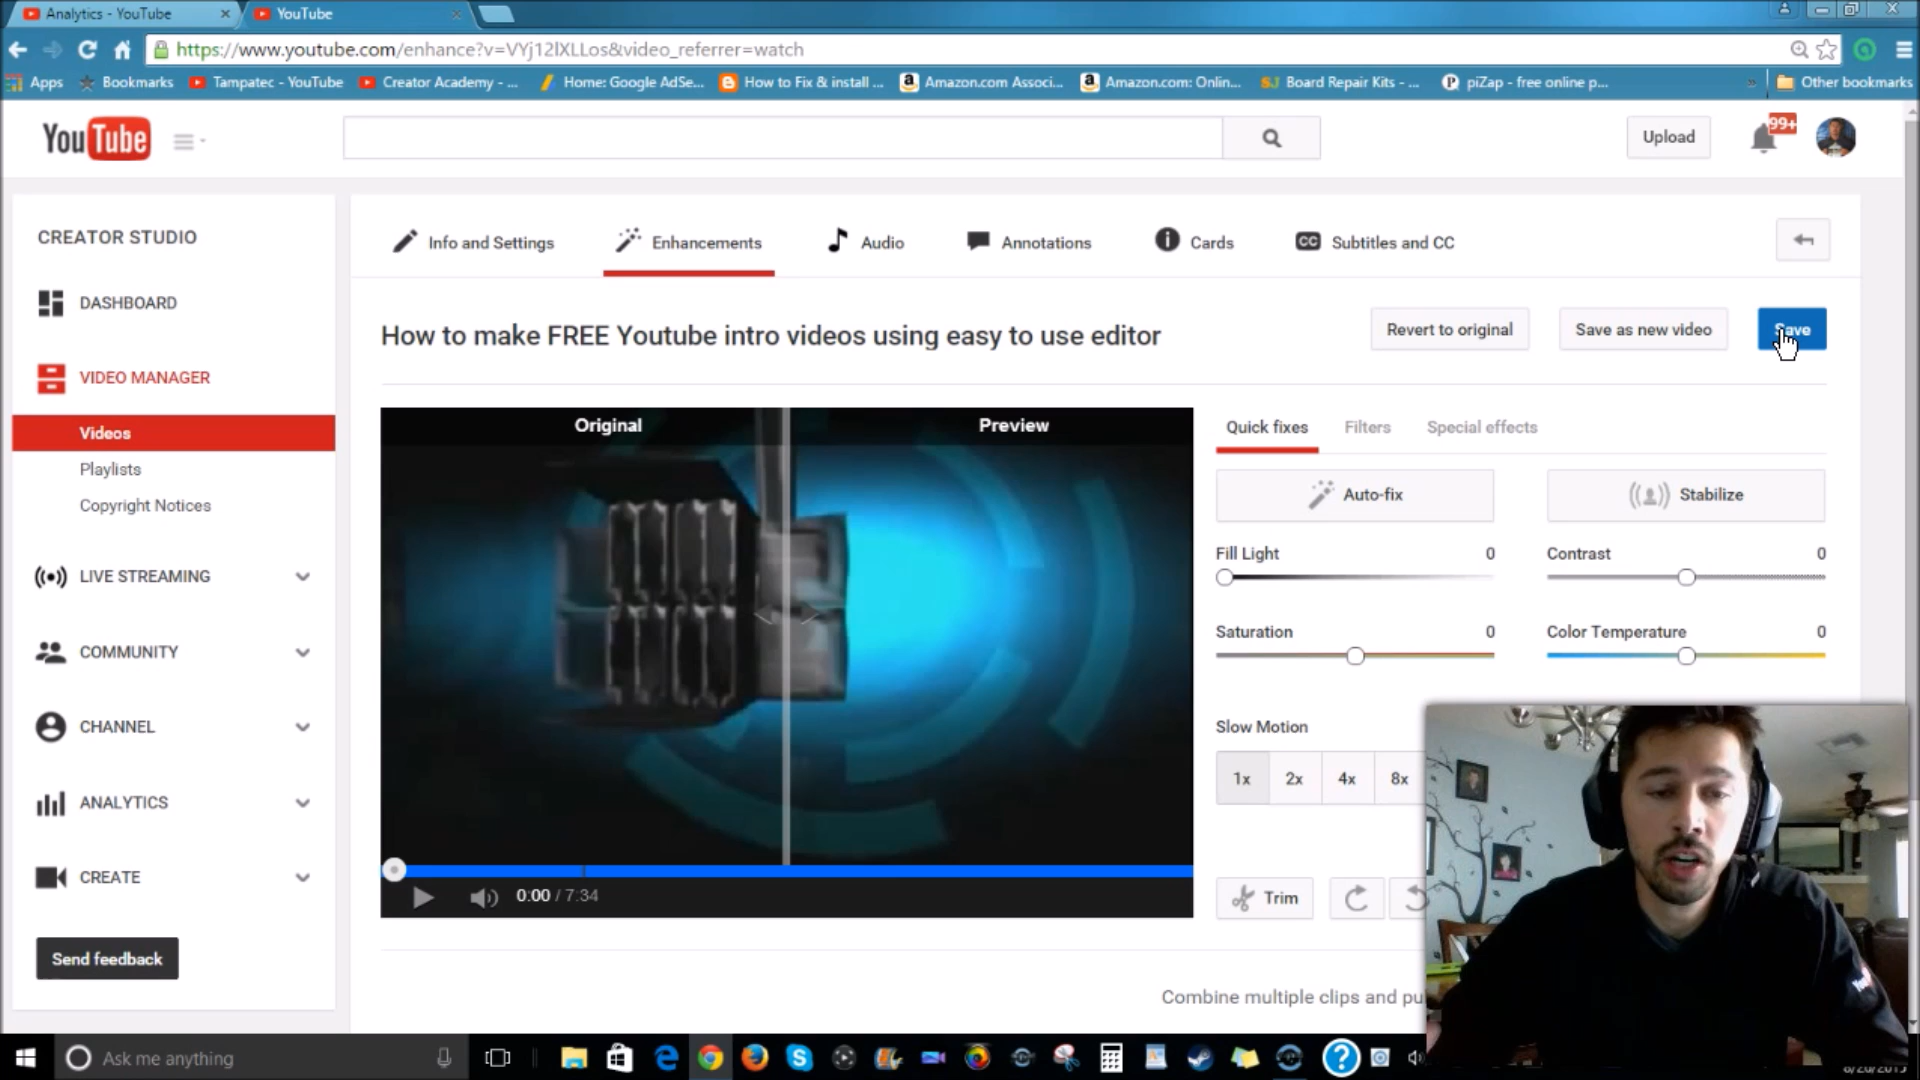 Analytics - YouTube
YouTube
https://www.youtube.com/enhance?v=VYj12lXLLos&video_referrer=watch
Apps Bookmarks Tampatec - YouTube Creator Academy - ... Home: Google AdSe... How to Fix & install ... Amazon.com Associ... Amazon.com: Onlin... Board Repair Kits - ... piZap - free online p... Other bookmarks
YouTube
Upload
99+
CREATOR STUDIO
DASHBOARD
VIDEO MANAGER
Videos
Playlists
Copyright Notices
LIVE STREAMING
COMMUNITY
CHANNEL
ANALYTICS
CREATE
Send feedback
Info and Settings Enhancements Audio Annotations Cards CC Subtitles and CC
How to make FREE Youtube intro videos using easy to use editor
Revert to original Save as new video Save
Original Preview
0:00 / 7:34
Quick fixes Filters Special effects
Auto-fix Stabilize
Fill Light 0 Contrast 0
Saturation 0 Color Temperature 0
Slow Motion
1x 2x 4x 8x
Trim
Combine multiple clips and pu
Ask me anything